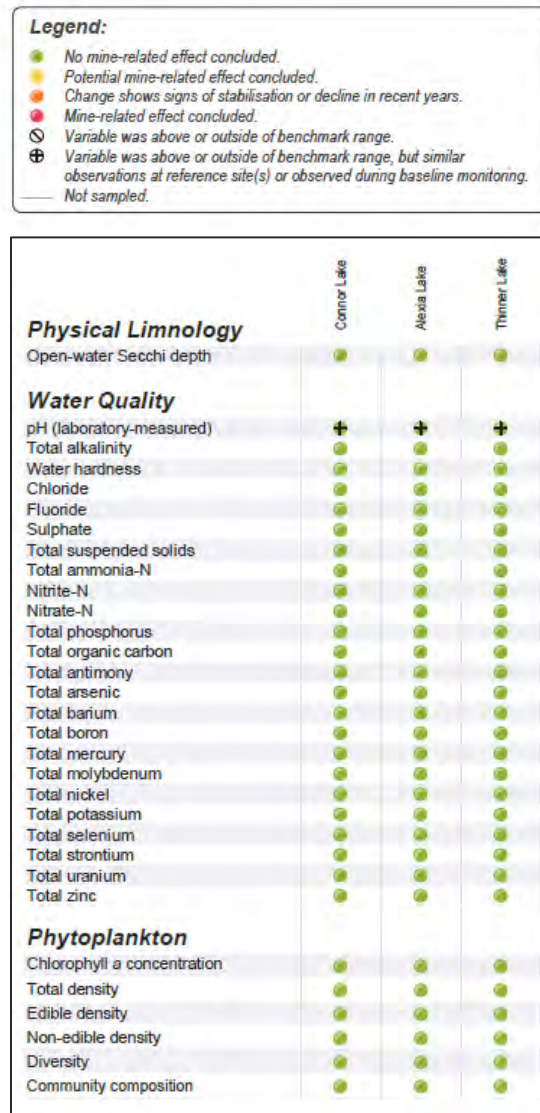 Legend:
No mine-related effect concluded.
Potential mine-related effect concluded.
Change shows signs of stabilisation or decline in recent years.
Mine-related effect concluded.
Variable was above or outside of benchmark range.
Variable was above or outside of benchmark range, but similar
observations at reference site(s) or observed during baseline monitoring.
Not sampled.
Connor Lake
Alexia Lake
Thinner Lake
Physical Limnology
Open-water Secchi depth
Water Quality
pH (laboratory-measured)
Total alkalinity
Water hardness
Chloride
Fluoride
Sulphate
Total suspended solids
Total ammonia-N
Nitrite-N
Nitrate-N
Total phosphorus
Total organic carbon
Total antimony
Total arsenic
Total barium
Total boron
Total mercury
Total molybdenum
Total nickel
Total potassium
Total selenium
Total strontium
Total uranium
Total zinc
Phytoplankton
Chlorophyll a concentration
Total density
Edible density
Non-edible density
Diversity
Community composition